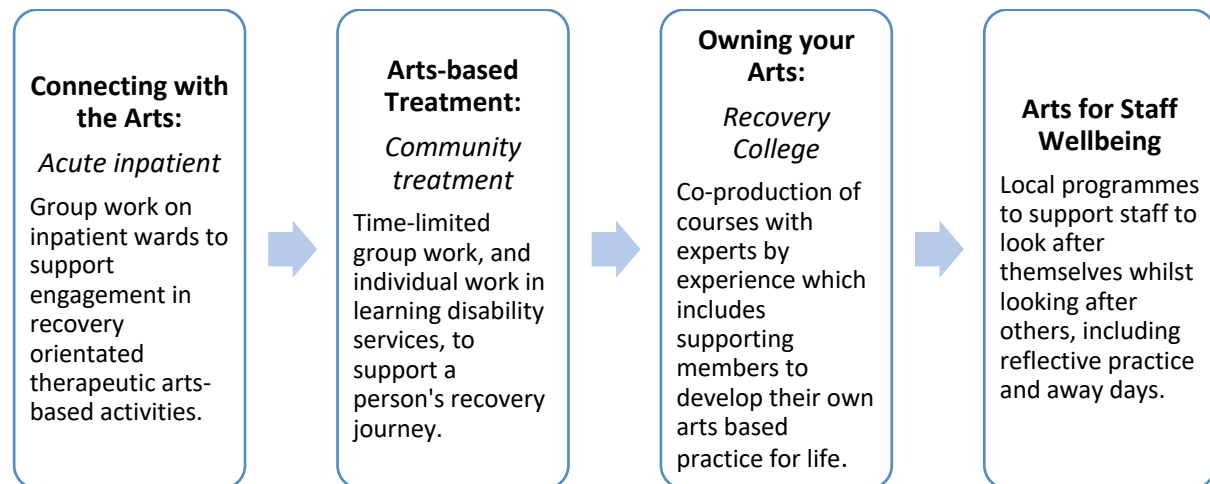 Connecting with
the Arts:
Acute inpatient
Group work on
inpatient wards to
support
engagement in
recovery
orientated
therapeutic arts-
based activities.
Arts-based
Treatment:
Community
treatment
Time-limited
group work, and
individual work in
learning disability
services, to
support a
person's recovery
journey.
Owning your
Arts:
Recovery
College
Co-production of
courses with
experts by
experience which
includes
supporting
members to
develop their own
arts based
practice for life.
Arts for Staff
Wellbeing
Local programmes
to support staff to
look after
themselves whilst
looking after
others, including
reflective practice
and away days.